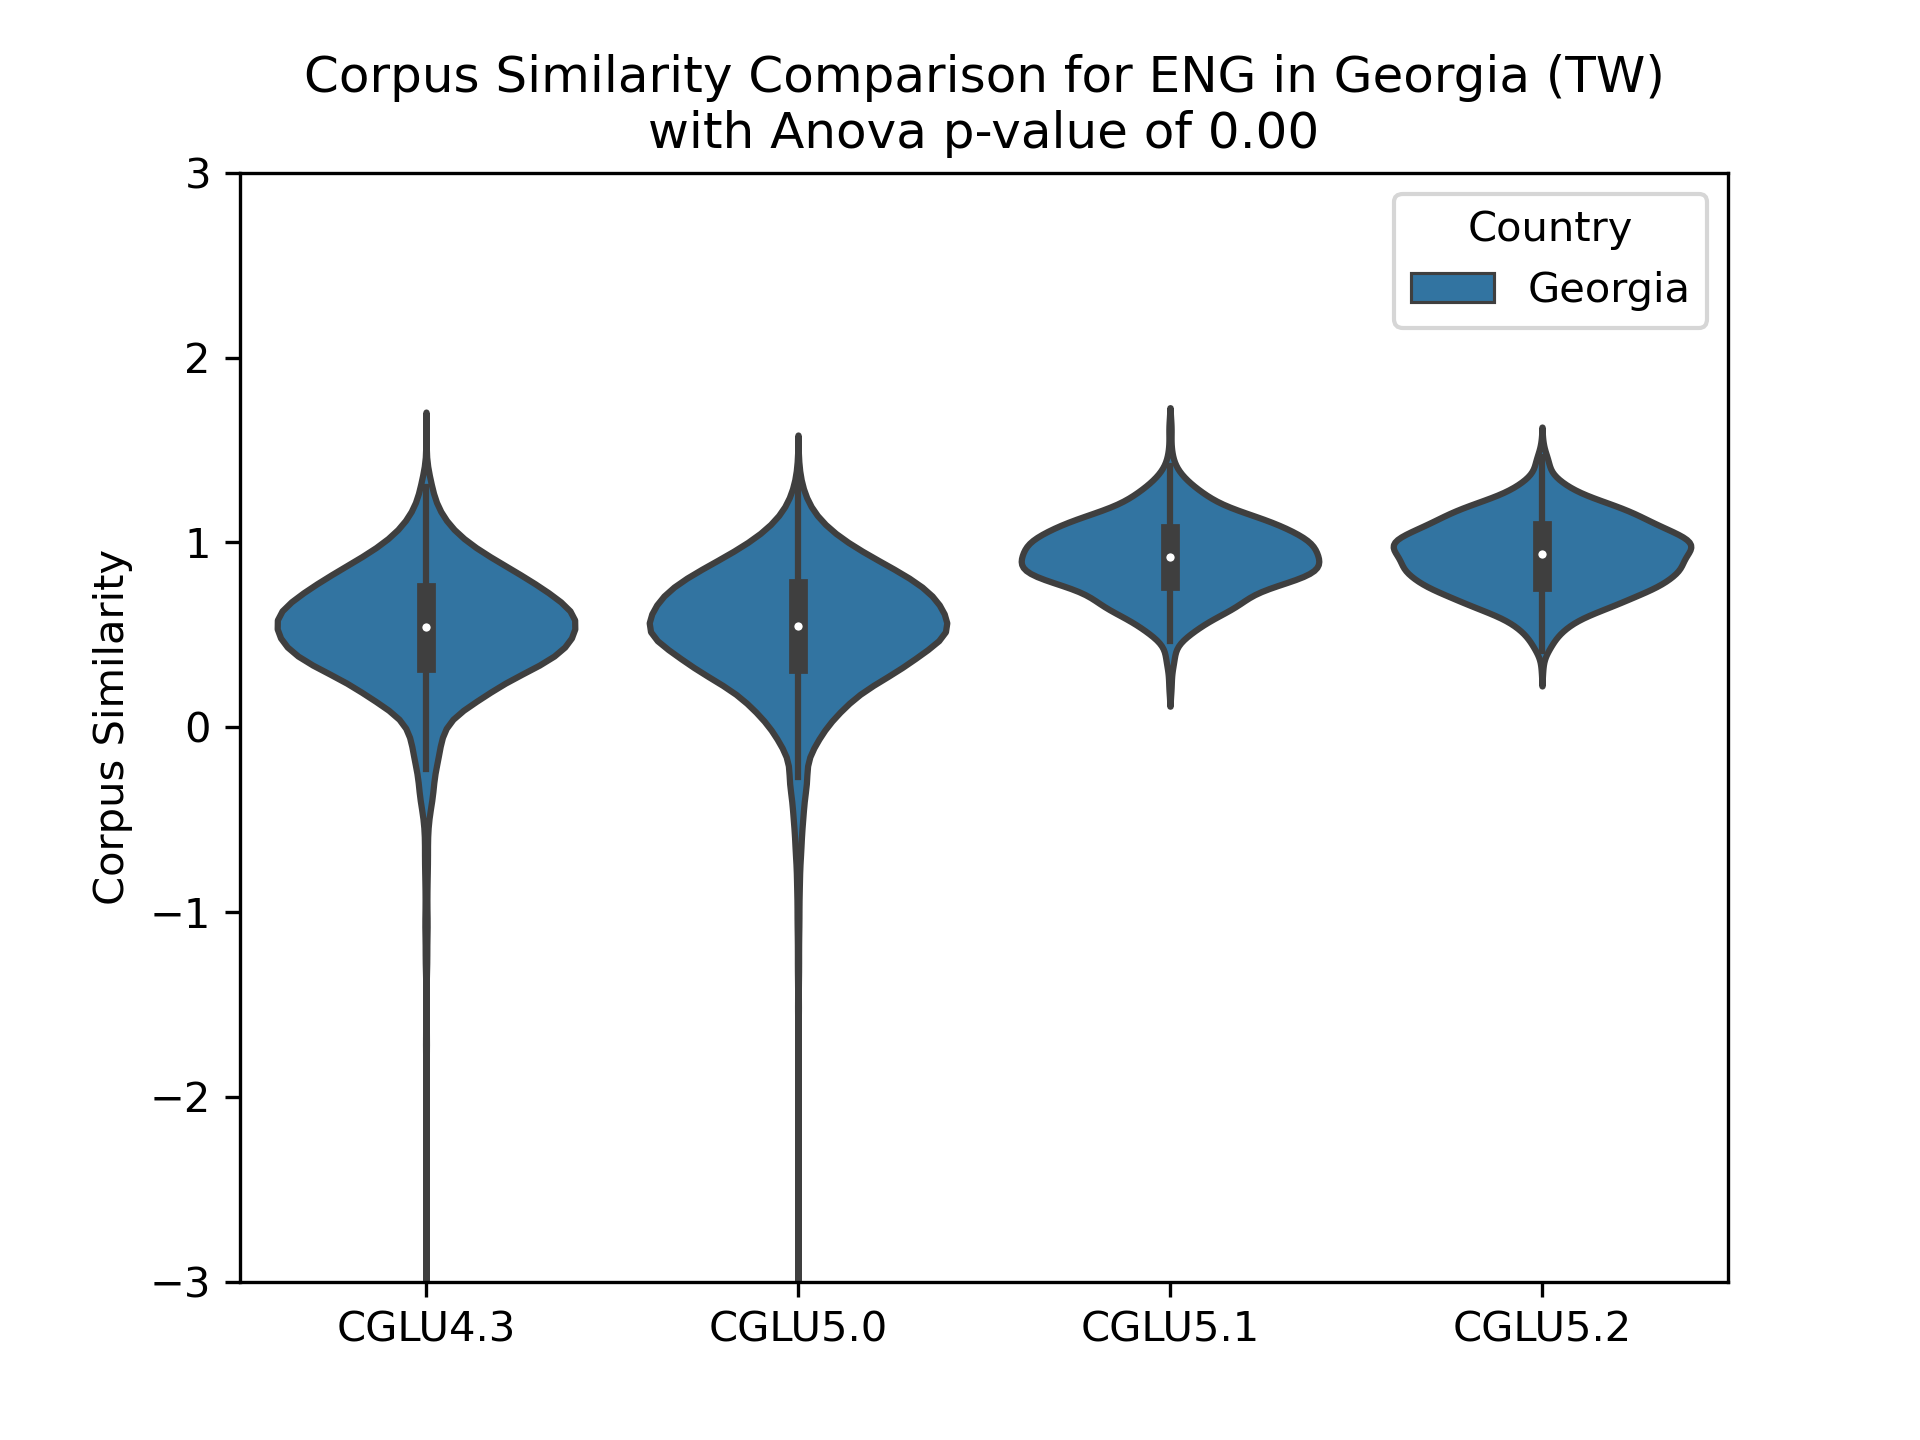 Corpus Similarity Comparison for ENG in Georgia (TW)
with Anova p-value of 0.00
3
Country
Georgia
2
1
0
−1
−2
−3
Corpus Similarity
CGLU4.3
CGLU5.0
CGLU5.1
CGLU5.2